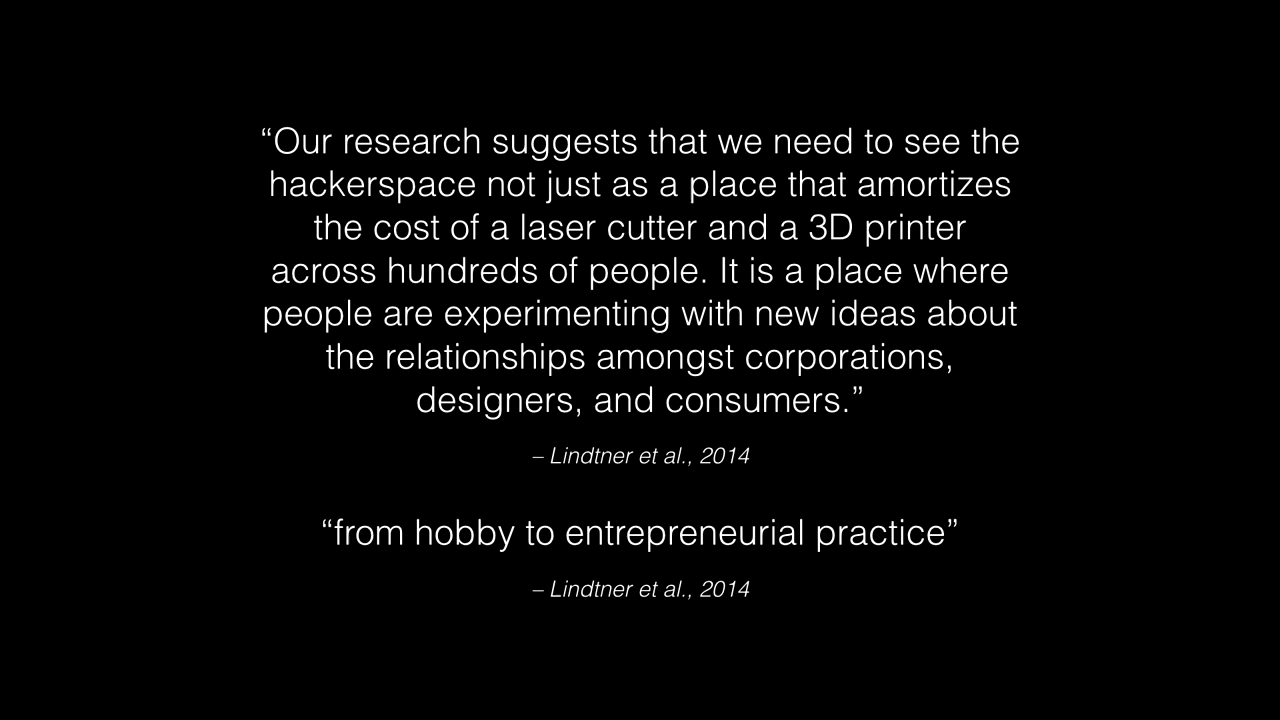 “Our research suggests that we need to see the
hackerspace not just as a place that amortizes
the cost of a laser cutter and a 3D printer
across hundreds of people. It is a place where
people are experimenting with new ideas about
the relationships amongst corporations,
designers, and consumers.”
– Lindtner et al., 2014
“from hobby to entrepreneurial practice”
– Lindtner et al., 2014